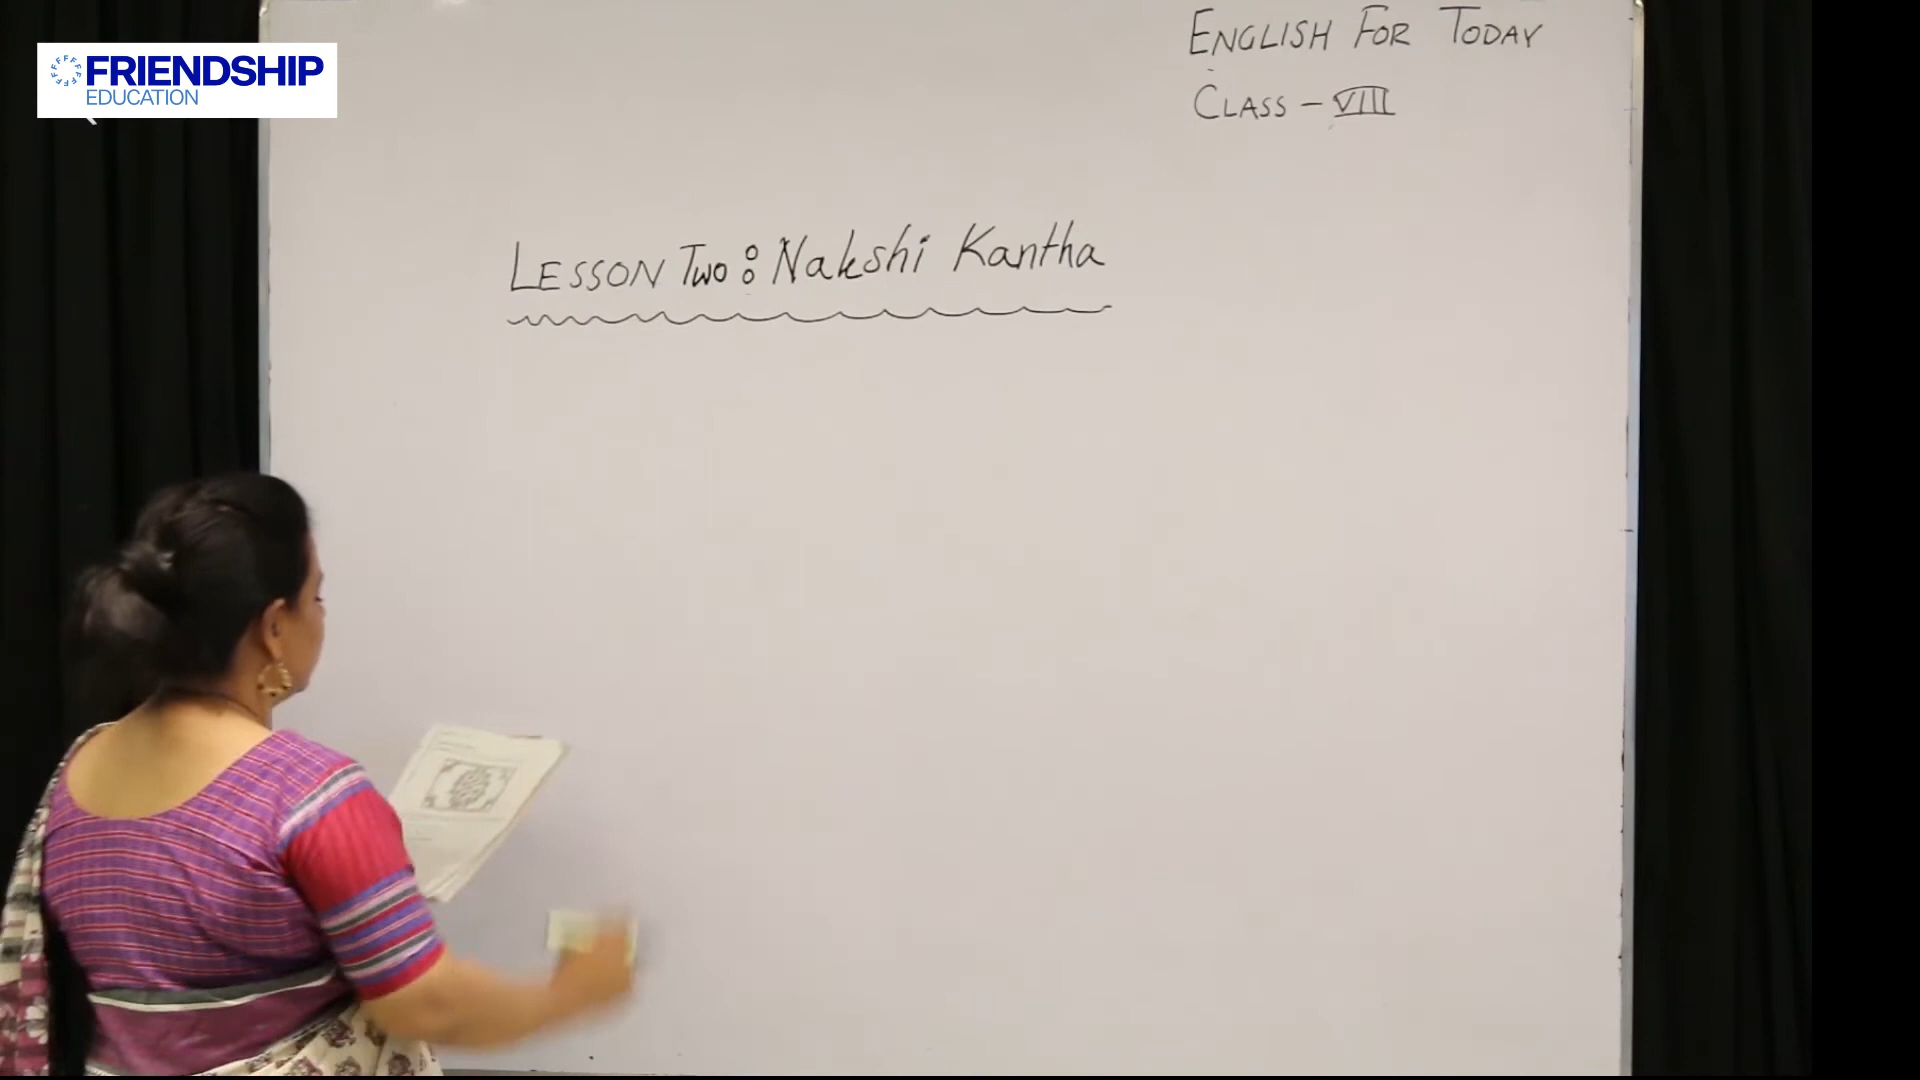 FRIENDSHIP
EDUCATION
ENGLISH FOR TODAY
CLASS – VIII
LESSON TWO: Nakshi Kantha